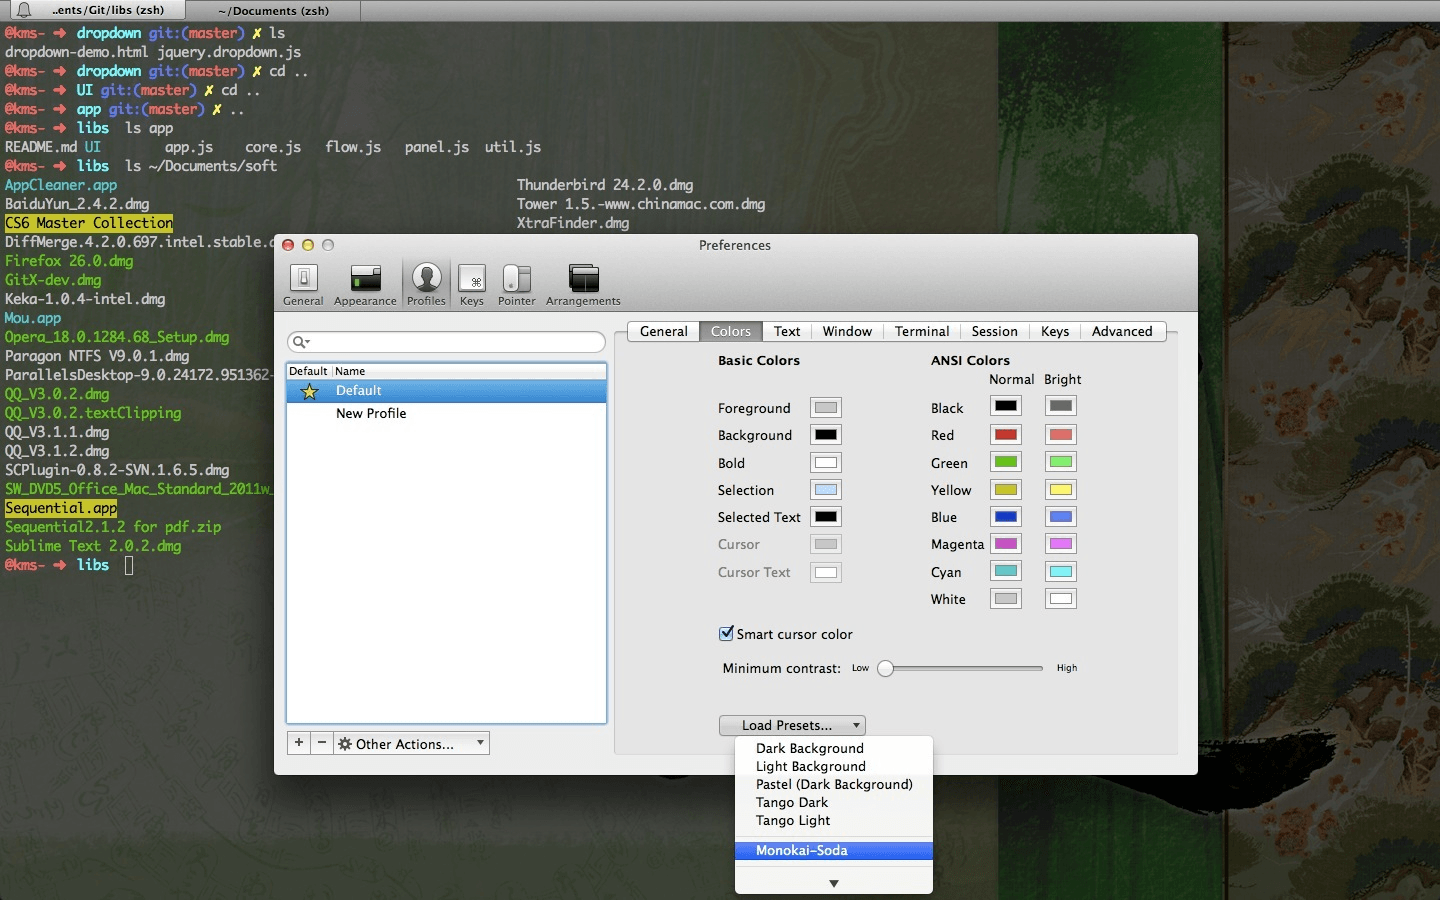 ..ents/Git/libs (zsh)
~/Documents (zsh)
@kms- ➜ dropdown git:(master) ✗ ls
dropdown-demo.html jquery.dropdown.js
@kms- ➜ dropdown git:(master) ✗ cd ..
@kms- ➜ UI git:(master) ✗ cd ..
@kms- ➜ app git:(master) ✗ ..
@kms- ➜ libs ls app
README.md UI app.js core.js flow.js panel.js util.js
@kms- ➜ libs ls ~/Documents/soft
AppCleaner.app Thunderbird 24.2.0.dmg
BaiduYun_2.4.2.dmg Tower 1.5.-www.chinamac.com.dmg
CS6 Master Collection XtraFinder.dmg
DiffMerge.4.2.0.697.intel.stable.d
Firefox 26.0.dmg
GitX-dev.dmg
Keka-1.0.4-intel.dmg
Mou.app
Opera_18.0.1284.68_Setup.dmg
Paragon NTFS V9.0.1.dmg
ParallelsDesktop-9.0.24172.951362-
QQ_V3.0.2.dmg
QQ_V3.0.2.textClipping
QQ_V3.1.1.dmg
QQ_V3.1.2.dmg
SCPlugin-0.8.2-SVN.1.6.5.dmg
SW_DVD5_Office_Mac_Standard_2011w_
Sequential.app
Sequential2.1.2 for pdf.zip
Sublime Text 2.0.2.dmg
@kms- ➜ libs
Preferences
General Appearance Profiles Keys Pointer Arrangements
Default Name
Default
New Profile
+ − Other Actions...
General Colors Text Window Terminal Session Keys Advanced
Basic Colors
Foreground
Background
Bold
Selection
Selected Text
Cursor
Cursor Text
ANSI Colors
Normal Bright
Black
Red
Green
Yellow
Blue
Magenta
Cyan
White
Smart cursor color
Minimum contrast: Low High
Load Presets...
Dark Background
Light Background
Pastel (Dark Background)
Tango Dark
Tango Light
Monokai-Soda